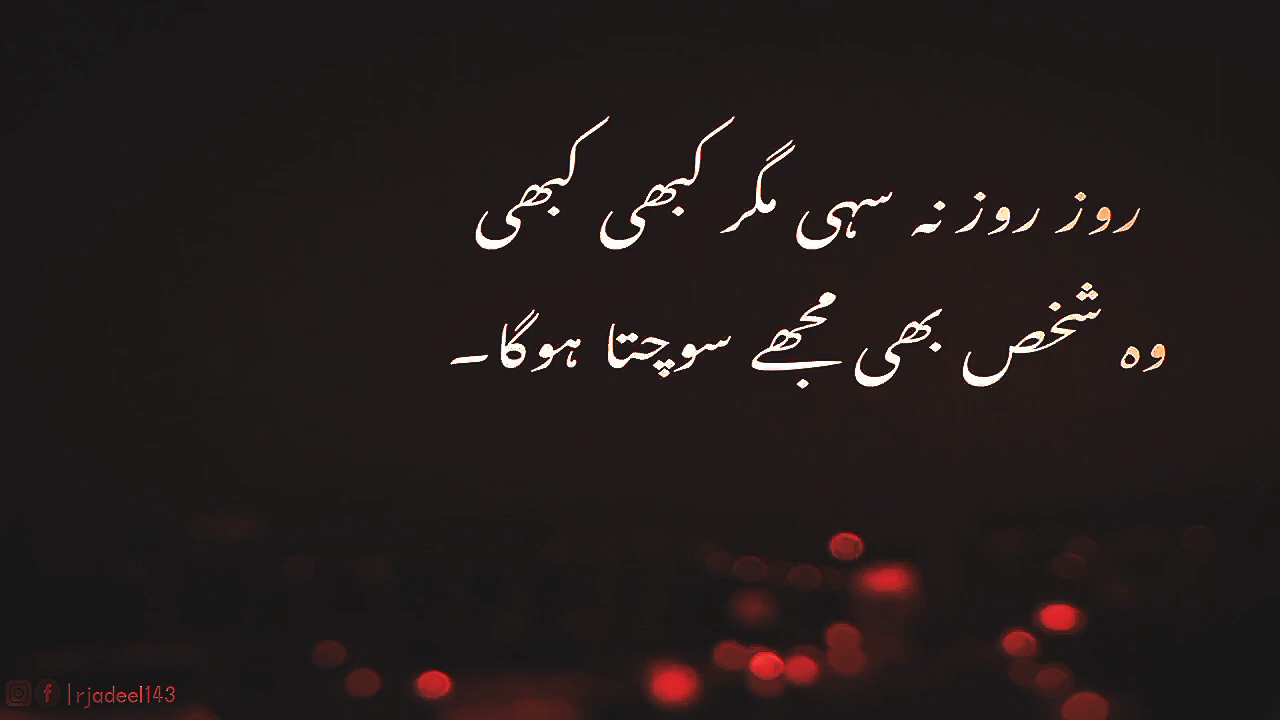 روز روز نہ سہی مگر کبھی کبھی
وہ شخص بھی مجھے سوچتا ہوگا۔
|rjadeel143